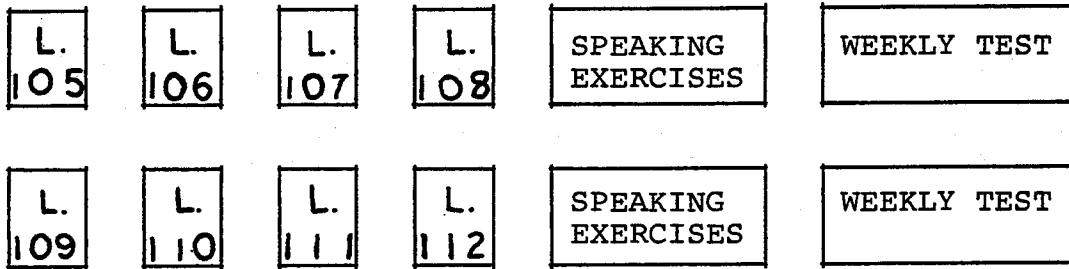 L. L. L. L. SPEAKING WEEKLY TEST
105 106 107 108 EXERCISES
L. L. L. L. SPEAKING WEEKLY TEST
109 110 111 112 EXERCISES